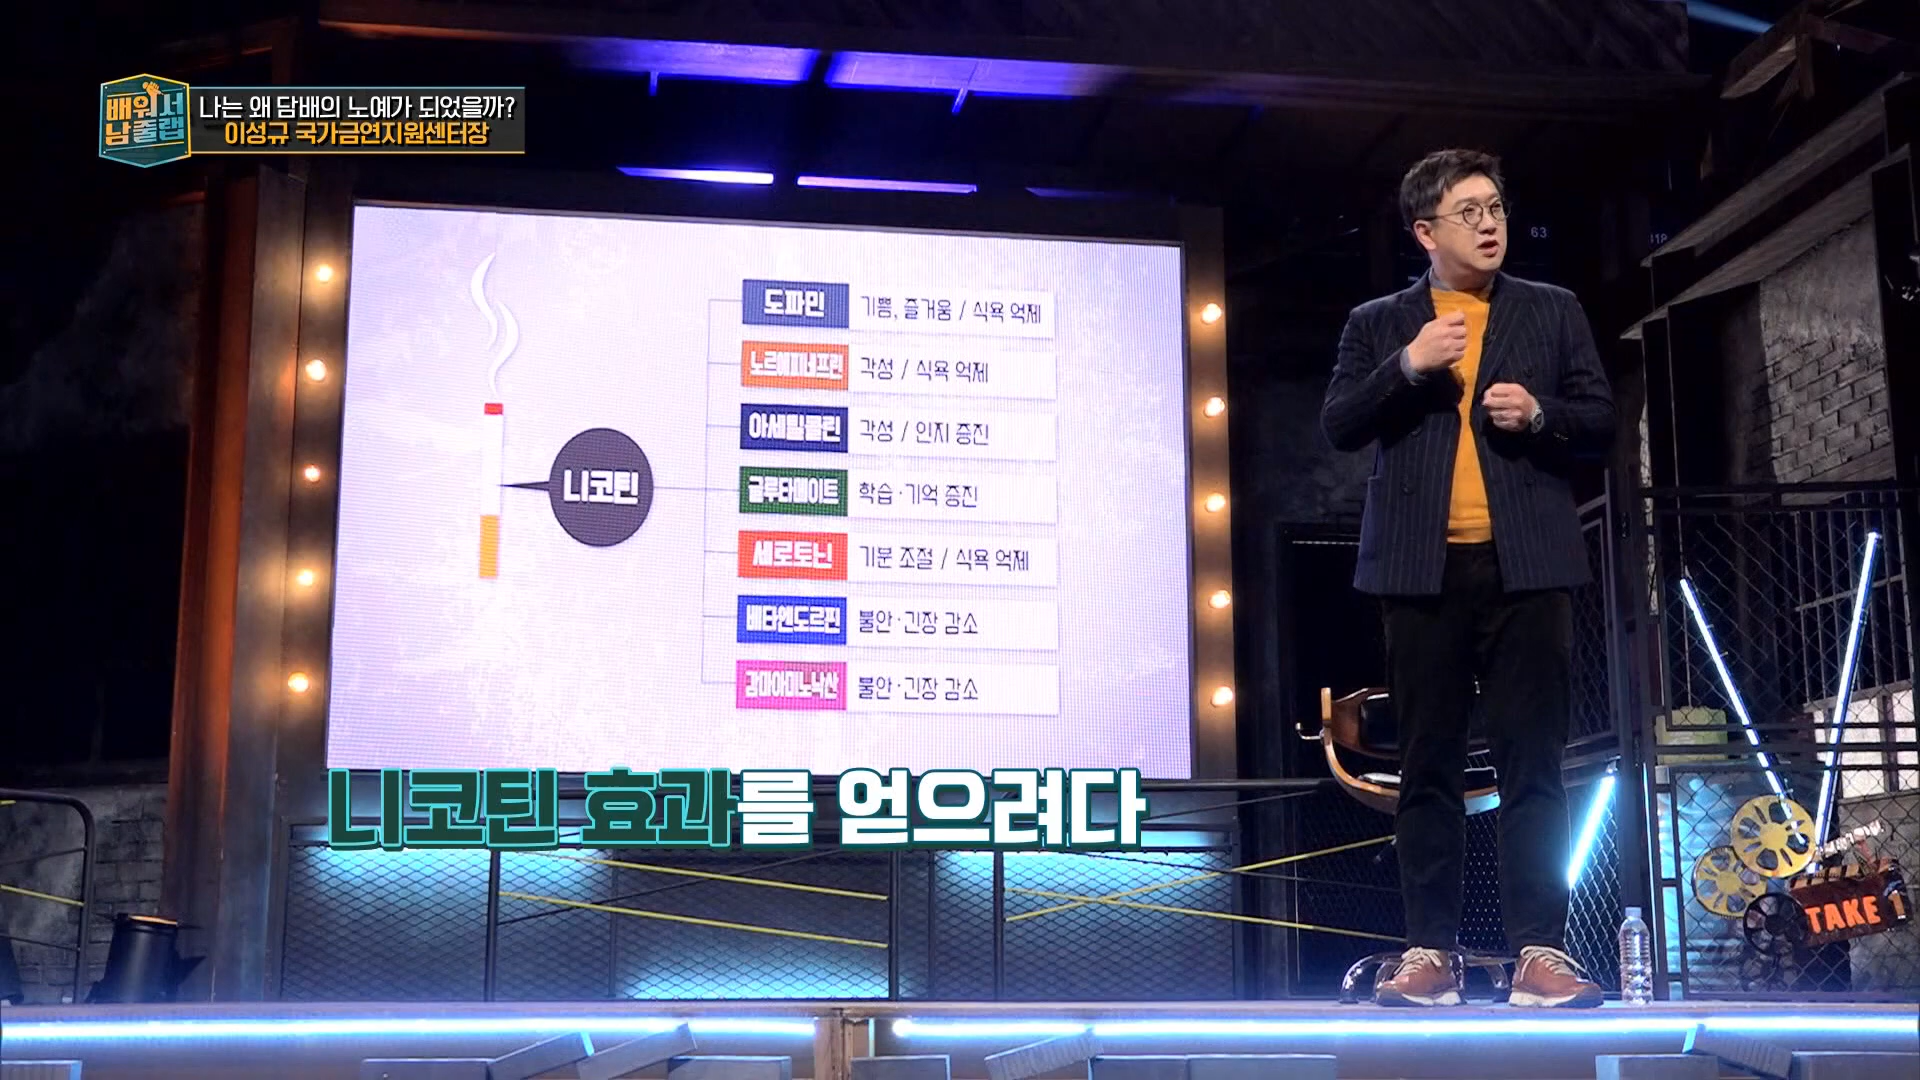 배워서
남줄랩
나는 왜 담배의 노예가 되었을까?
이성규 국가금연지원센터장
63
니코틴
도파민 기쁨, 즐거움 / 식욕 억제
노르에피네프린 각성 / 식욕 억제
아세틸콜린 각성 / 인지 증진
글루타메이트 학습·기억 증진
세로토닌 기분 조절 / 식욕 억제
베타엔도르핀 불안·긴장 감소
감마아미노낙산 불안·긴장 감소
니코틴 효과를 얻으려다
TAKE 1